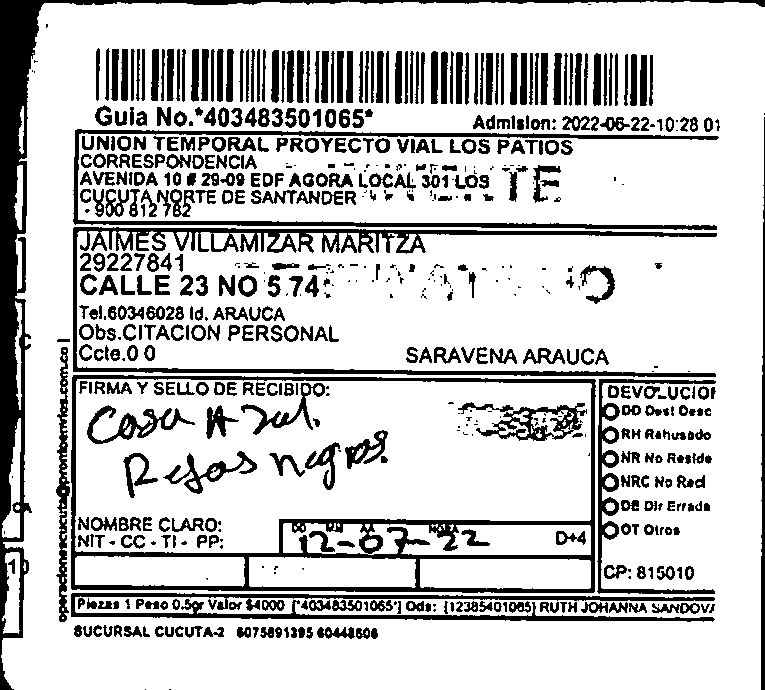 Guia No.*403483501065*
Admision: 2022-06-22-10:28 01
UNION TEMPORAL PROYECTO VIAL LOS PATIOS
CORRESPONDENCIA
AVENIDA 10 # 29-09 EDF AGORA LOCAL 301 LOS
CUCUTA NORTE DE SANTANDER
- 900 812 782
JAIMES VILLAMIZAR MARITZA
29227841
CALLE 23 NO 5 74
Tel.60346028 Id. ARAUCA
Obs.CITACION PERSONAL
Ccte.0 0
SARAVENA ARAUCA
FIRMA Y SELLO DE RECIBIDO:
Casa Azul.
Rejas negras.
NOMBRE CLARO:
NIT - CC - TI - PP:
DD MM AA HORA
12-07-22
D+4
DEVOLUCION
DD Dest Desc
RH Rehusado
NR No Reside
NRC No Recl
DE Dir Errada
OT Otros
CP: 815010
Piezas 1 Peso 0.5gr Valor $4000 [*403483501065*] Ods: [12385401065] RUTH JOHANNA SANDOVA
SUCURSAL CUCUTA-2 6075891395 60448606
operacionescucuta@prontoenvios.com.co |